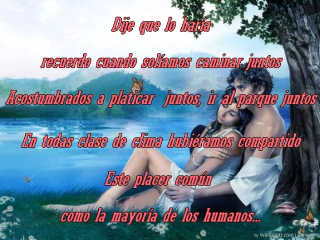 Dije que lo haría
recuerdo cuando solíamos caminar juntos
Acostumbrados a platicar juntos, ir al parque juntos
En todas clase de clima hubiéramos compartido
Este placer común
como la mayoría de los humanos...